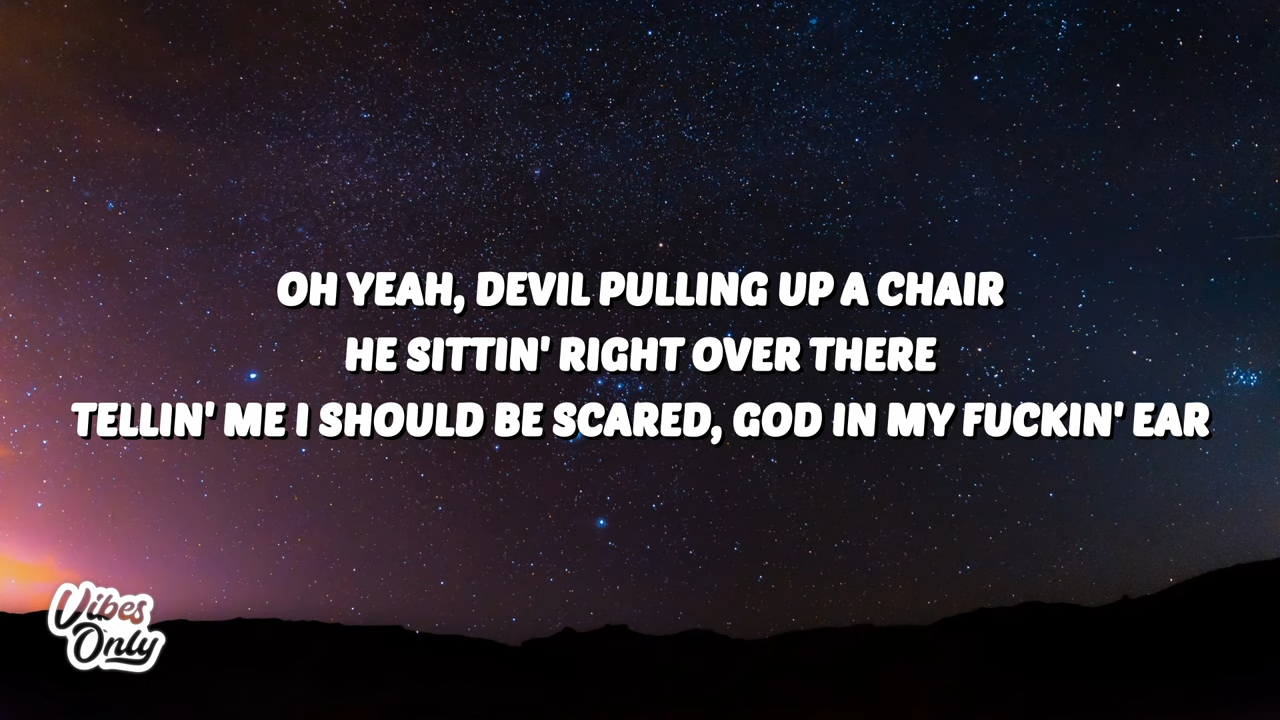 OH YEAH, DEVIL PULLING UP A CHAIR
HE SITTIN' RIGHT OVER THERE
TELLIN' ME I SHOULD BE SCARED, GOD IN MY FUCKIN' EAR
Vibes
Only